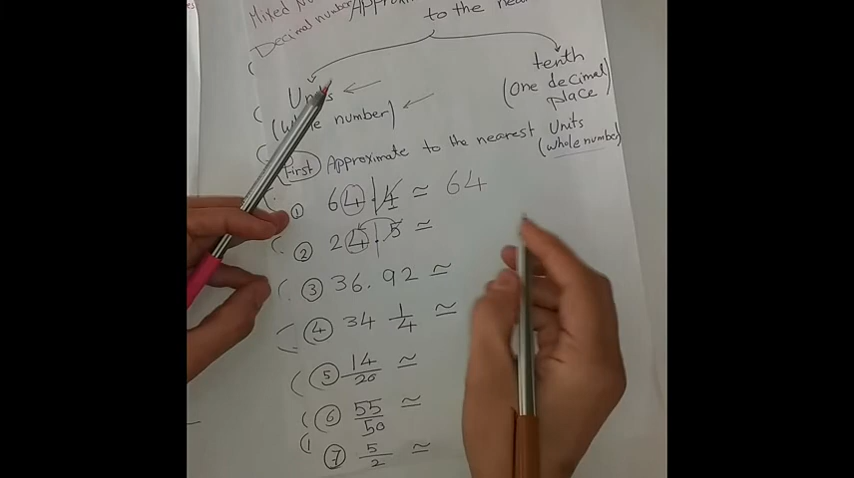 Mixed
Decimal number
to the
Units
(whole number)
tenth
(One decimal
place)
First Approximate to the nearest Units
(whole number)
① 64.4 ≃ 64
② 24.5 ≃
③ 36.92 ≃
④ 34 1/4 ≃
⑤ 14/20 ≃
⑥ 55/50 ≃
⑦ 5/2 ≃